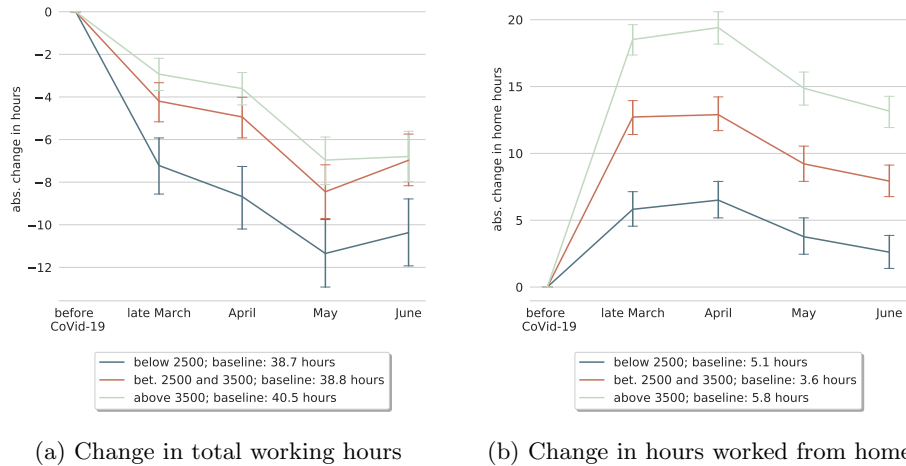 0
−2
−4
−6
−8
−10
−12
abs. change in hours
before
CoVid-19
late March
April
May
June
below 2500; baseline: 38.7 hours
bet. 2500 and 3500; baseline: 38.8 hours
above 3500; baseline: 40.5 hours
(a) Change in total working hours
20
15
10
5
0
abs. change in home hours
before
CoVid-19
late March
April
May
June
below 2500; baseline: 5.1 hours
bet. 2500 and 3500; baseline: 3.6 hours
above 3500; baseline: 5.8 hours
(b) Change in hours worked from home